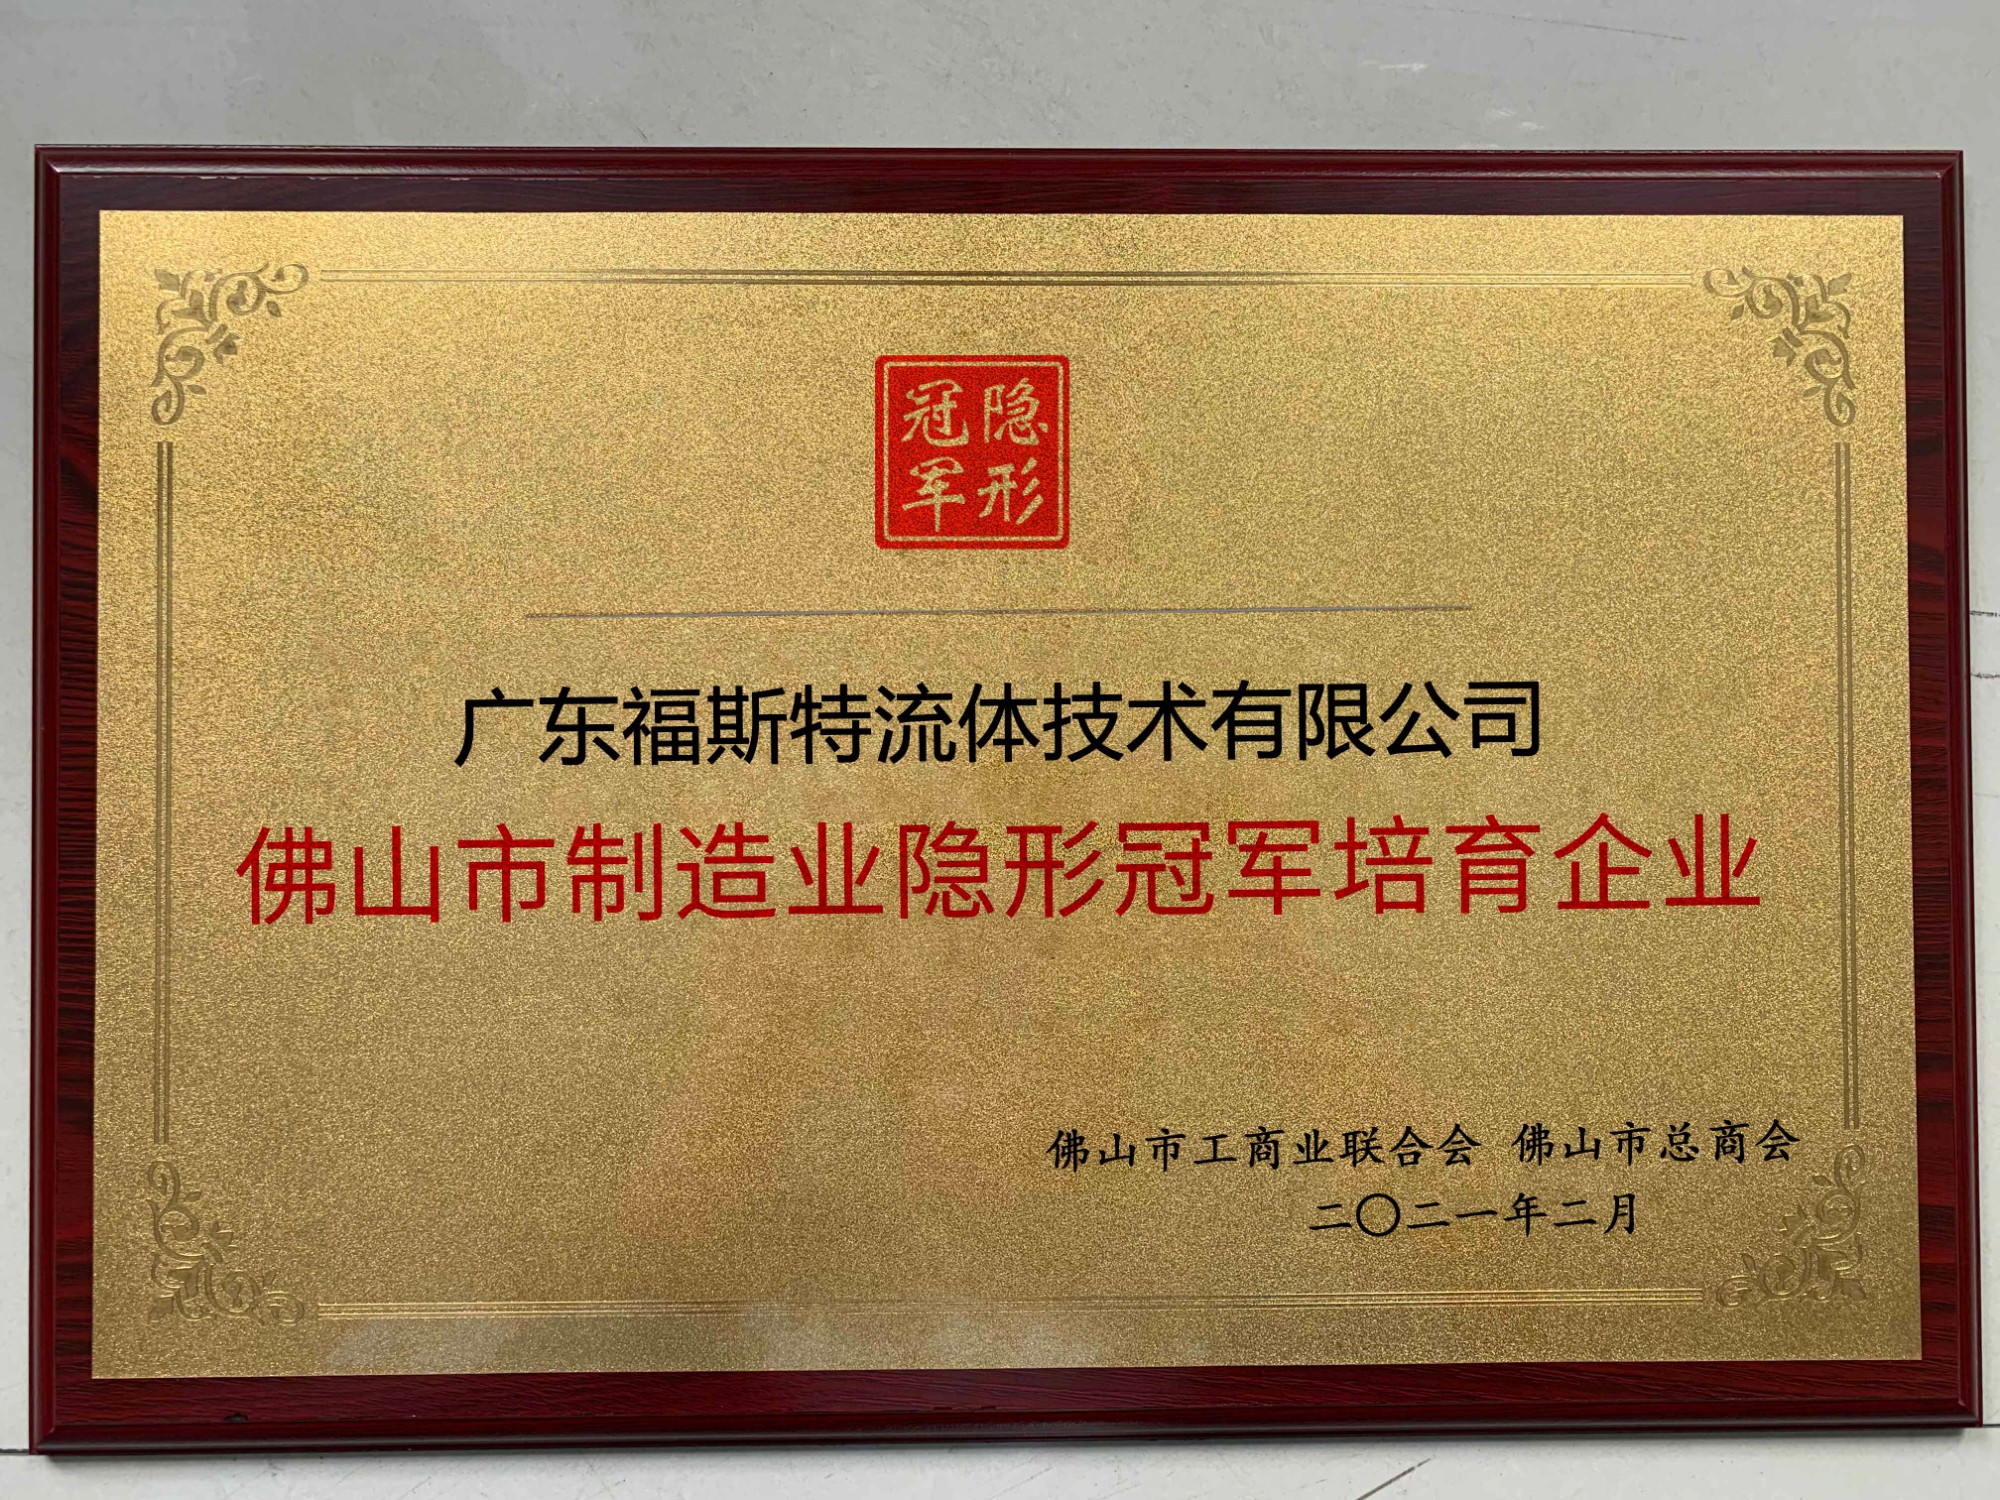 隐形
冠军
广东福斯特流体技术有限公司
佛山市制造业隐形冠军培育企业
佛山市工商业联合会 佛山市总商会
二〇二一年二月